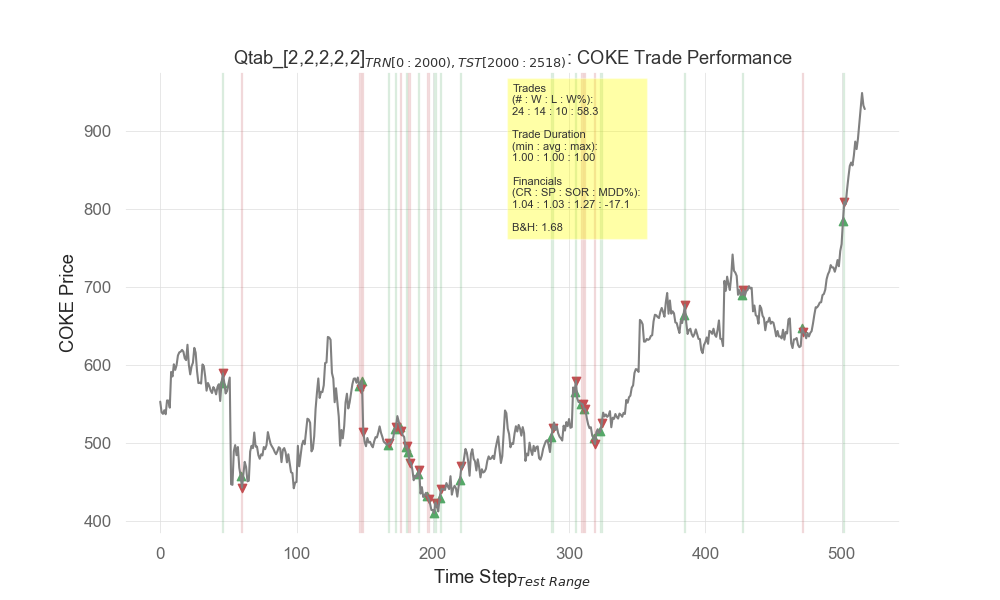 Qtab_[2,2,2,2,2]TRN[0 : 2000), TST[2000 : 2518) : COKE Trade Performance
Trades
(# : W : L : W%):
24 : 14 : 10 : 58.3
Trade Duration
(min : avg : max):
1.00 : 1.00 : 1.00
Financials
(CR : SP : SOR : MDD%):
1.04 : 1.03 : 1.27 : -17.1
B&H: 1.68
COKE Price
900
800
700
600
500
400
0 100 200 300 400 500
Time StepTest Range